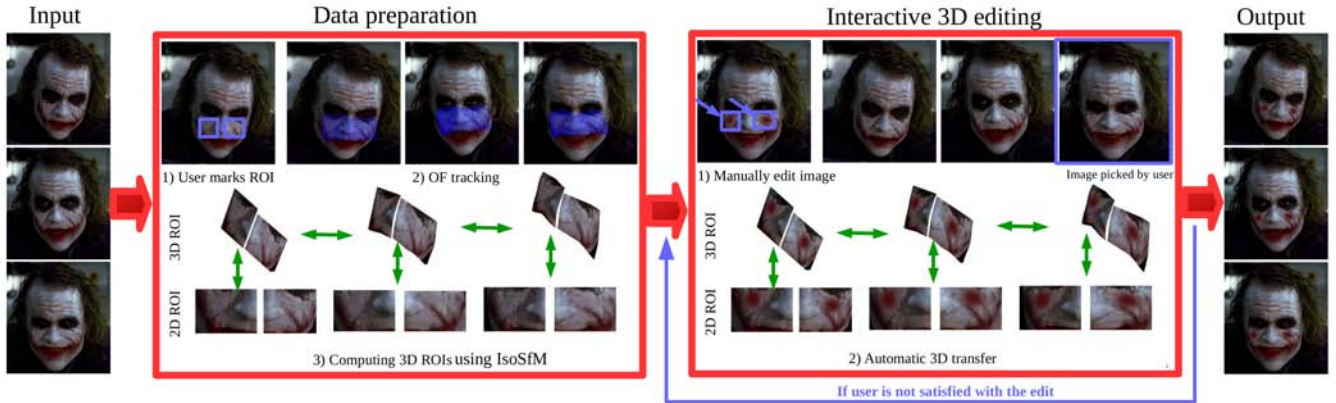 Input
Data preparation
Interactive 3D editing
Output
1) User marks ROI
2) OF tracking
1) Manually edit image
Image picked by user
3D ROI
3D ROI
2D ROI
2D ROI
3) Computing 3D ROIs using IsoSfM
2) Automatic 3D transfer
If user is not satisfied with the edit